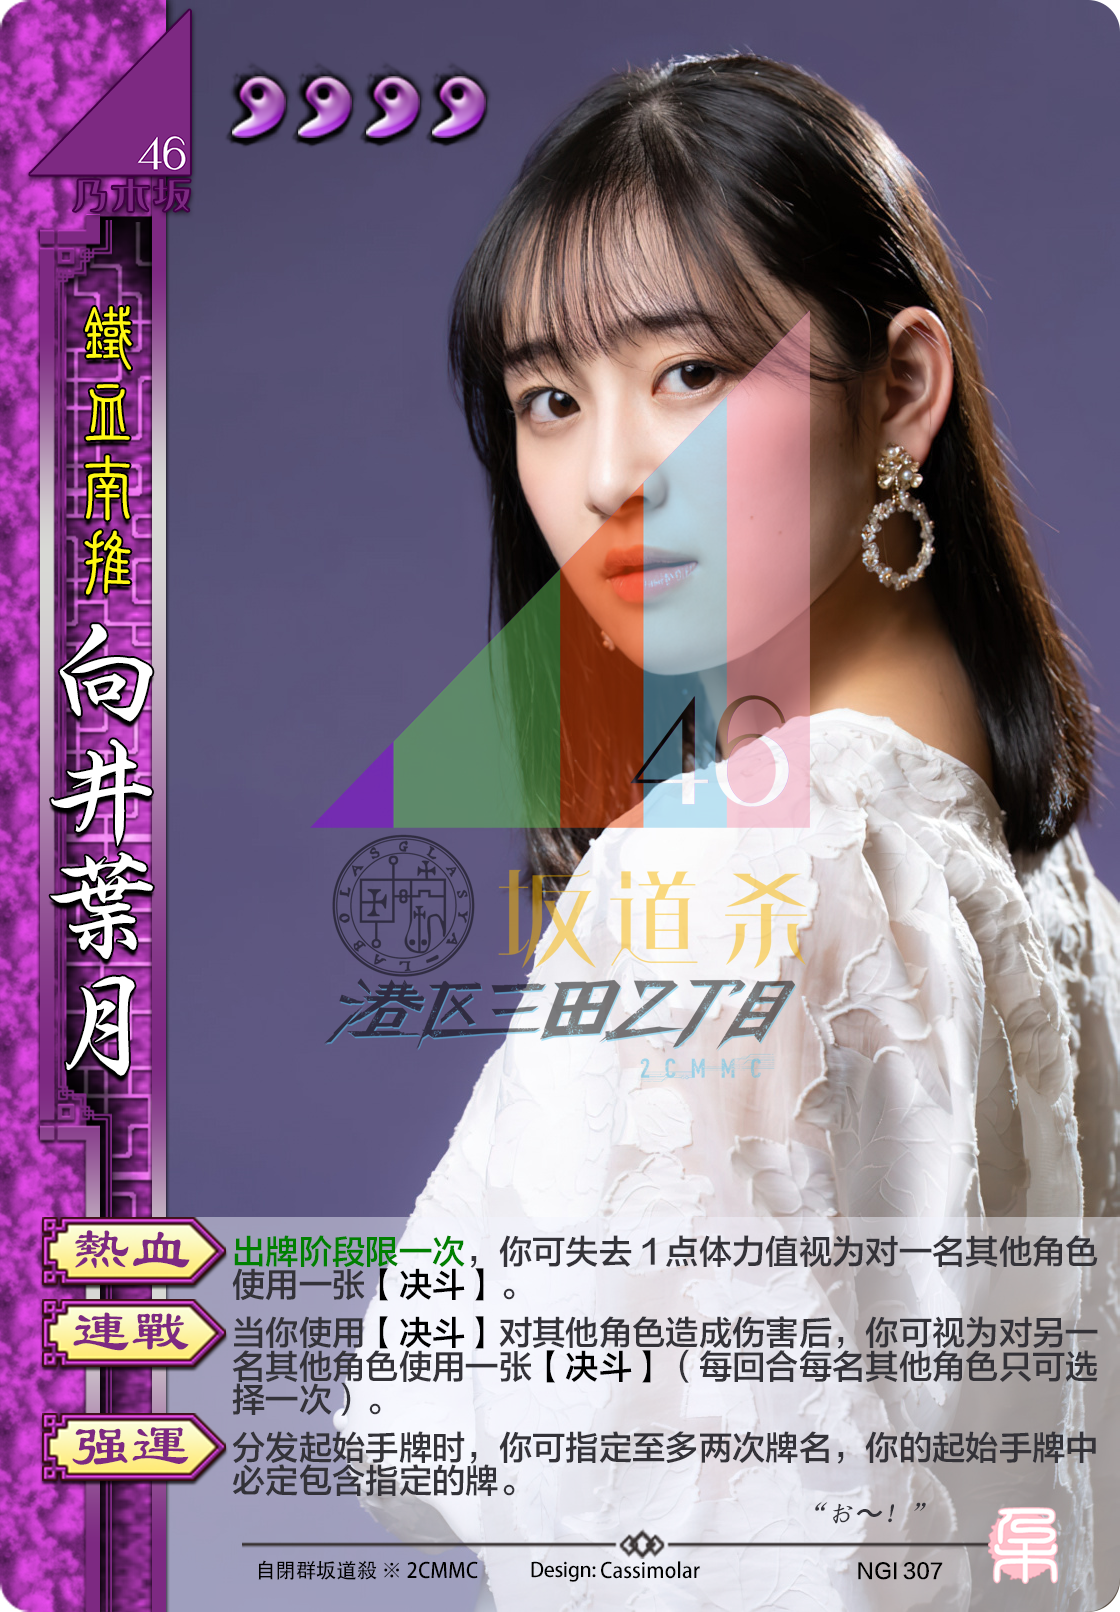 46
乃木坂
鐵血南推
向井葉月
46
GLASYALABOLAS
坂道杀
港区三田乙丁目
2CMMC
熱血
出牌阶段限一次，你可失去1点体力值视为对一名其他角色
使用一张【决斗】。
連戰
当你使用【决斗】对其他角色造成伤害后，你可视为对另一
名其他角色使用一张【决斗】（每回合每名其他角色只可选
择一次）。
强運
分发起始手牌时，你可指定至多两次牌名，你的起始手牌中
必定包含指定的牌。
“お～！”
自閉群坂道殺 ※ 2CMMC
Design: Cassimolar
NGI 307